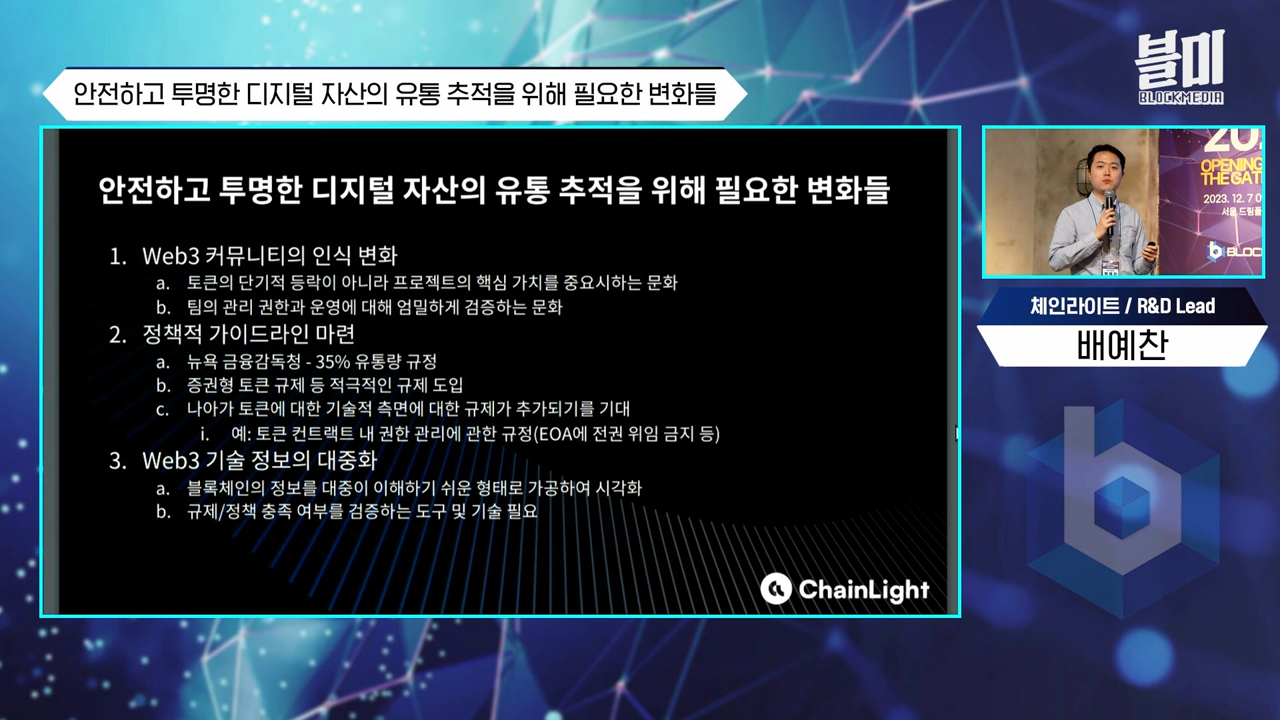 블미
BLOCKMEDIA
안전하고 투명한 디지털 자산의 유통 추적을 위해 필요한 변화들
안전하고 투명한 디지털 자산의 유통 추적을 위해 필요한 변화들
1. Web3 커뮤니티의 인식 변화
a. 토큰의 단기적 등락이 아니라 프로젝트의 핵심 가치를 중요시하는 문화
b. 팀의 관리 권한과 운영에 대해 엄밀하게 검증하는 문화
2. 정책적 가이드라인 마련
a. 뉴욕 금융감독청 - 35% 유통량 규정
b. 증권형 토큰 규제 등 적극적인 규제 도입
c. 나아가 토큰에 대한 기술적 측면에 대한 규제가 추가되기를 기대
i. 예: 토큰 컨트랙트 내 권한 관리에 관한 규정(EOA에 전권 위임 금지 등)
3. Web3 기술 정보의 대중화
a. 블록체인의 정보를 대중이 이해하기 쉬운 형태로 가공하여 시각화
b. 규제/정책 충족 여부를 검증하는 도구 및 기술 필요
ChainLight
OPENING
THE GAT
2023. 12. 7 0
서울 드림플
BLOC
체인라이트 / R&D Lead
배예찬